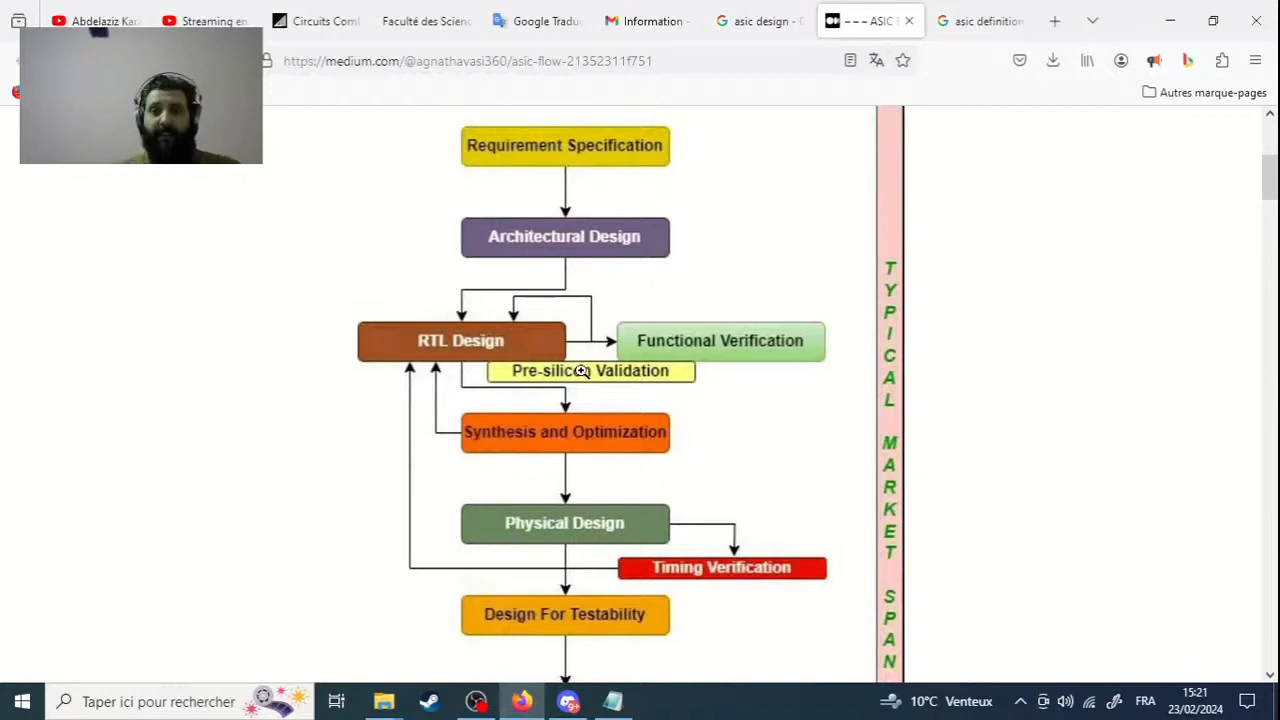 Abdelaziz Kar
Streaming en
Circuits Com
Faculté des Scien
Google Tradu
Information -
asic design - 
--- ASIC
asic definition
https://medium.com/@agnathavasi360/asic-flow-21352311f751
Autres marque-pages
Requirement Specification
Architectural Design
RTL Design
Functional Verification
Pre-silicon Validation
Synthesis and Optimization
Physical Design
Timing Verification
Design For Testability
TYPICAL MARKET SPAN
Taper ici pour rechercher
9+
10°C Venteux
FRA
15:21
23/02/2024